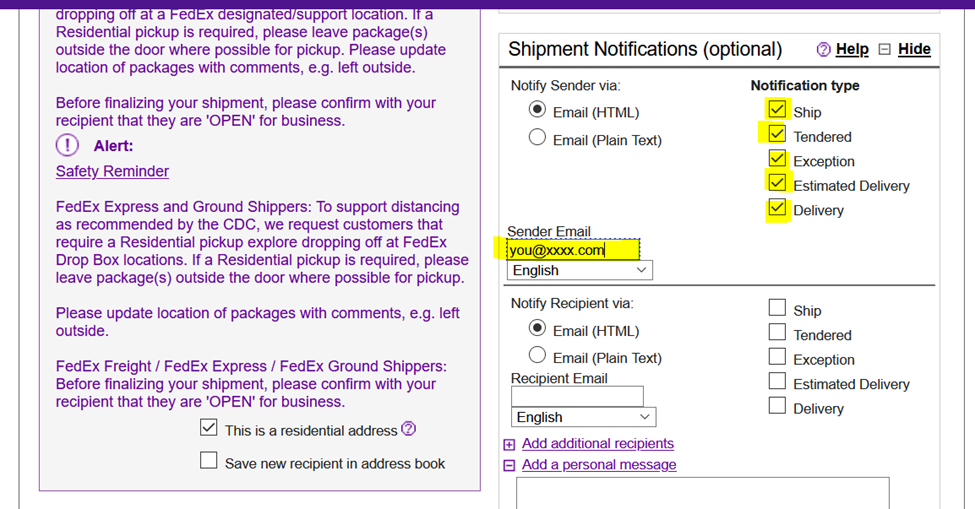 dropping off at a FedEx designated/support location. If a
Residential pickup is required, please leave package(s)
outside the door where possible for pickup. Please update
location of packages with comments, e.g. left outside.
Before finalizing your shipment, please confirm with your
recipient that they are 'OPEN' for business.
Alert:
Safety Reminder
FedEx Express and Ground Shippers: To support distancing
as recommended by the CDC, we request customers that
require a Residential pickup explore dropping off at FedEx
Drop Box locations. If a Residential pickup is required, please
leave package(s) outside the door where possible for pickup.
Please update location of packages with comments, e.g. left
outside.
FedEx Freight / FedEx Express / FedEx Ground Shippers:
Before finalizing your shipment, please confirm with your
recipient that they are 'OPEN' for business.
This is a residential address ?
Save new recipient in address book
Shipment Notifications (optional) ? Help Hide
Notify Sender via:
Email (HTML)
Email (Plain Text)
Notification type
Ship
Tendered
Exception
Estimated Delivery
Delivery
Sender Email
you@xxxx.com
English
Notify Recipient via:
Email (HTML)
Email (Plain Text)
Ship
Tendered
Exception
Estimated Delivery
Delivery
Recipient Email
English
Add additional recipients
Add a personal message